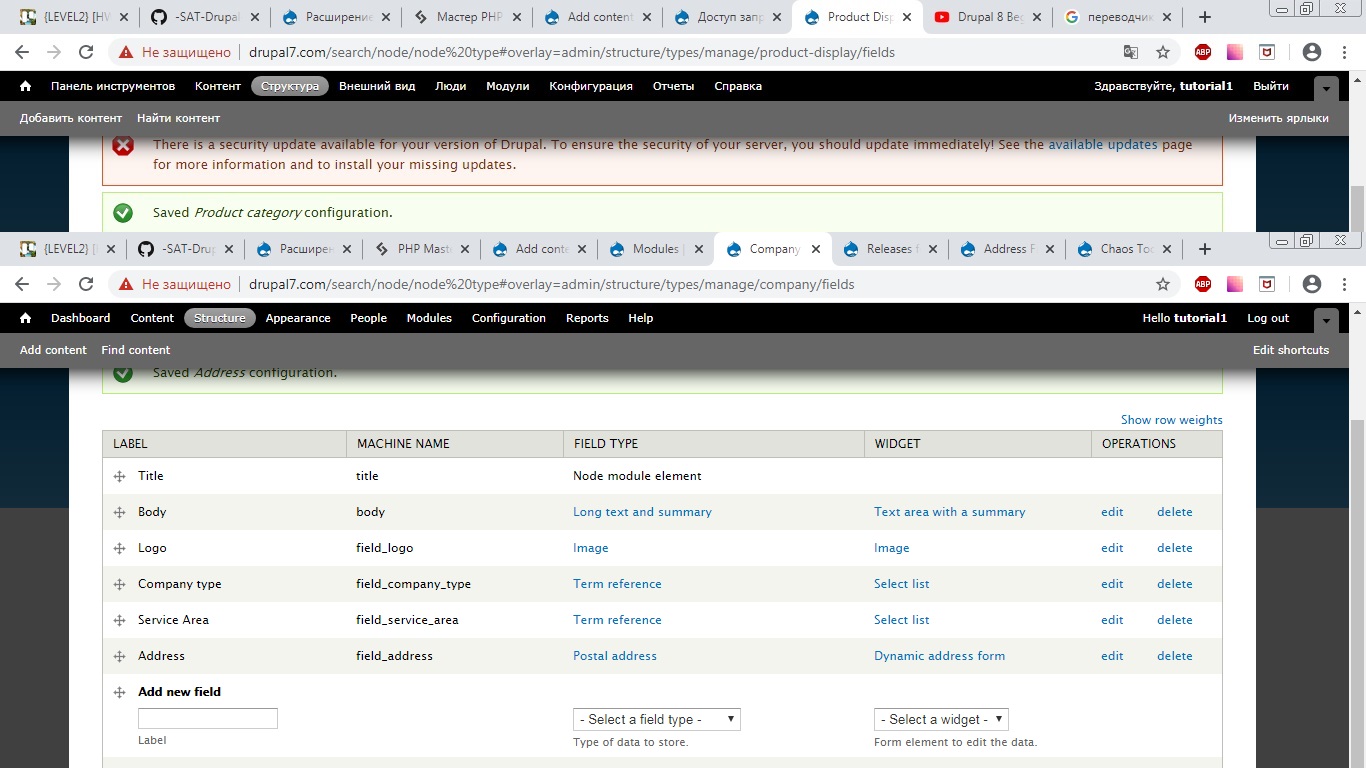 {LEVEL2} [HW
-SAT-Drupal
Расширение
Мастер PHP
Add content
Доступ запр
Product Disp
Drupal 8 Beg
переводчик
Не защищено
drupal7.com/search/node/node%20type#overlay=admin/structure/types/manage/product-display/fields
ABP
Панель инструментов Контент Структура Внешний вид Люди Модули Конфигурация Отчеты Справка Здравствуйте, tutorial1 Выйти
Добавить контент Найти контент Изменить ярлыки
There is a security update available for your version of Drupal. To ensure the security of your server, you should update immediately! See the available updates page
for more information and to install your missing updates.
Saved Product category configuration.
{LEVEL2} [H
-SAT-Drup
Расширен
PHP Mast
Add conte
Modules |
Company
Releases f
Address F
Chaos Too
Не защищено
drupal7.com/search/node/node%20type#overlay=admin/structure/types/manage/company/fields
ABP
Dashboard Content Structure Appearance People Modules Configuration Reports Help Hello tutorial1 Log out
Add content Find content Edit shortcuts
Saved Address configuration.
Show row weights
LABEL MACHINE NAME FIELD TYPE WIDGET OPERATIONS
Title title Node module element
Body body Long text and summary Text area with a summary edit delete
Logo field_logo Image Image edit delete
Company type field_company_type Term reference Select list edit delete
Service Area field_service_area Term reference Select list edit delete
Address field_address Postal address Dynamic address form edit delete
Add new field
- Select a field type - - Select a widget -
Label Type of data to store. Form element to edit the data.